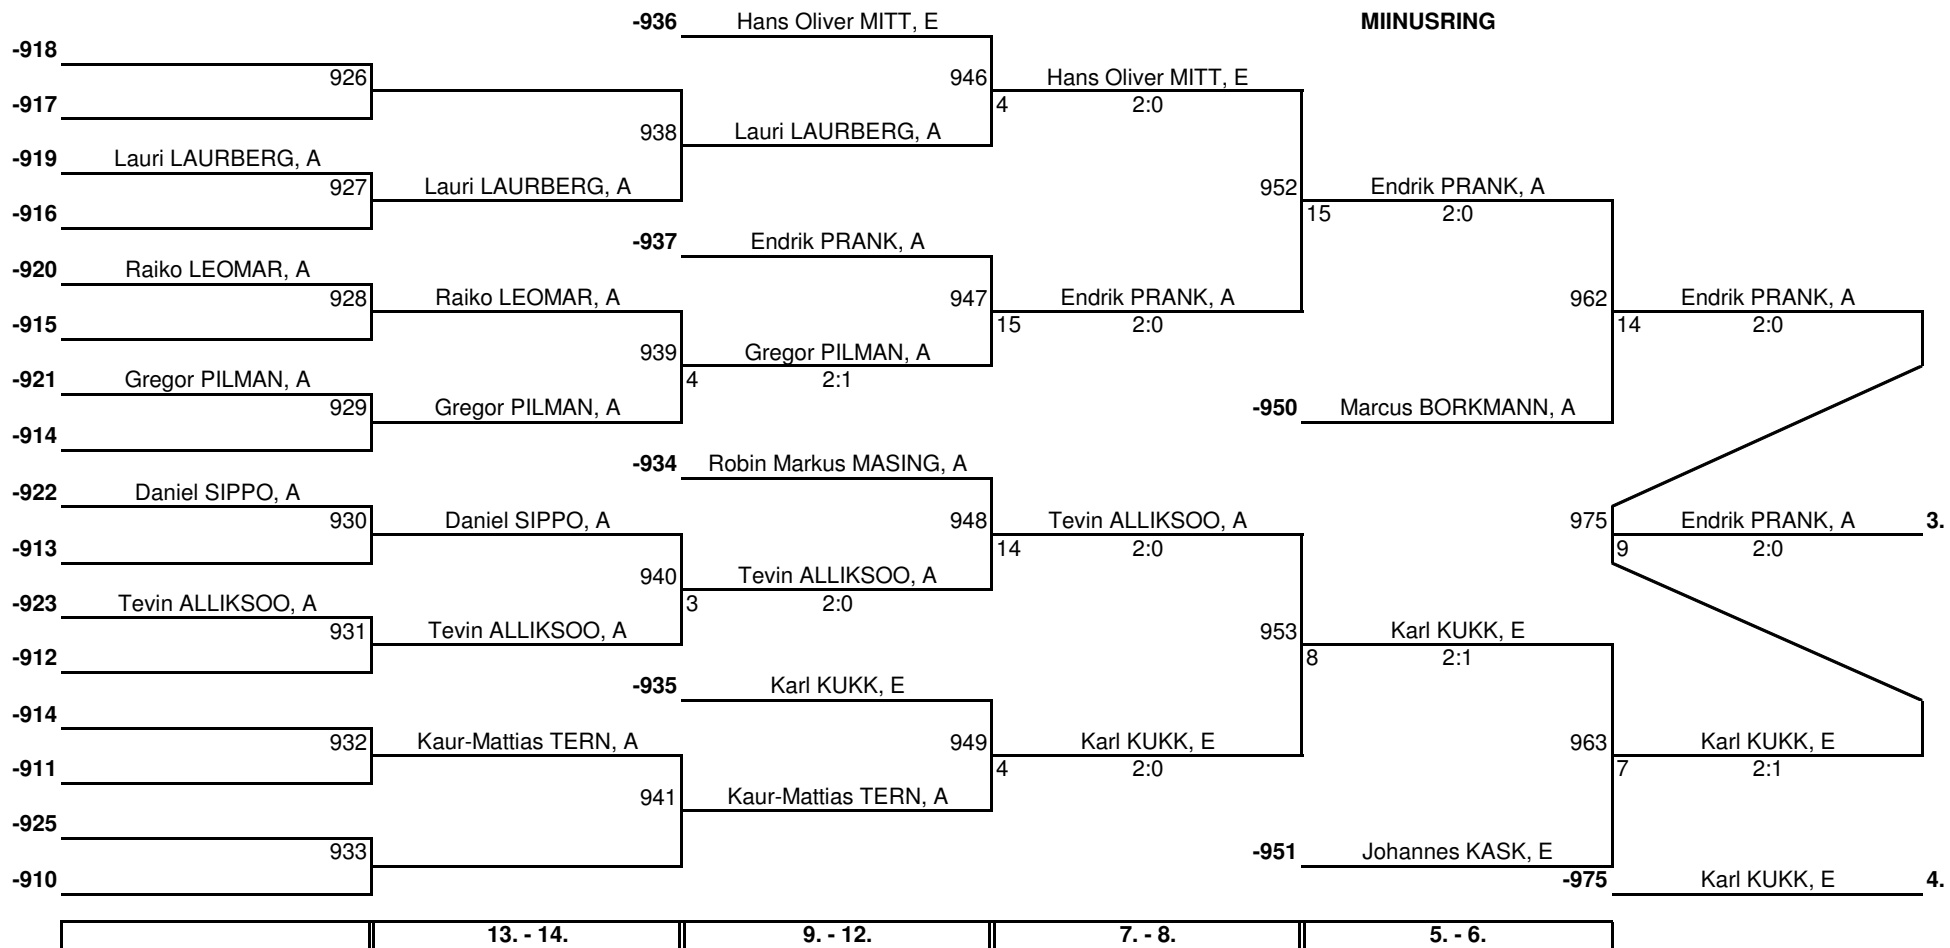 -936 Hans Oliver MITT, E MIINUSRING
-918
926 946 Hans Oliver MITT, E
-917 4 2:0
938 Lauri LAURBERG, A
-919 Lauri LAURBERG, A
927 Lauri LAURBERG, A 952 Endrik PRANK, A
-916 15 2:0
-937 Endrik PRANK, A
-920 Raiko LEOMAR, A
928 Raiko LEOMAR, A 947 Endrik PRANK, A 962 Endrik PRANK, A
-915 15 2:0 14 2:0
939 Gregor PILMAN, A
-921 Gregor PILMAN, A 4 2:1
929 Gregor PILMAN, A -950 Marcus BORKMANN, A
-914
-934 Robin Markus MASING, A
-922 Daniel SIPPO, A
930 Daniel SIPPO, A 948 Tevin ALLIKSOO, A 975 Endrik PRANK, A 3.
-913 14 2:0 9 2:0
940 Tevin ALLIKSOO, A
-923 Tevin ALLIKSOO, A 3 2:0
931 Tevin ALLIKSOO, A 953 Karl KUKK, E
-912 8 2:1
-935 Karl KUKK, E
-914
932 Kaur-Mattias TERN, A 949 Karl KUKK, E 963 Karl KUKK, E
-911 4 2:0 7 2:1
941 Kaur-Mattias TERN, A
-925
933 -951 Johannes KASK, E
-910 -975 Karl KUKK, E 4.
13. - 14. 9. - 12. 7. - 8. 5. - 6.